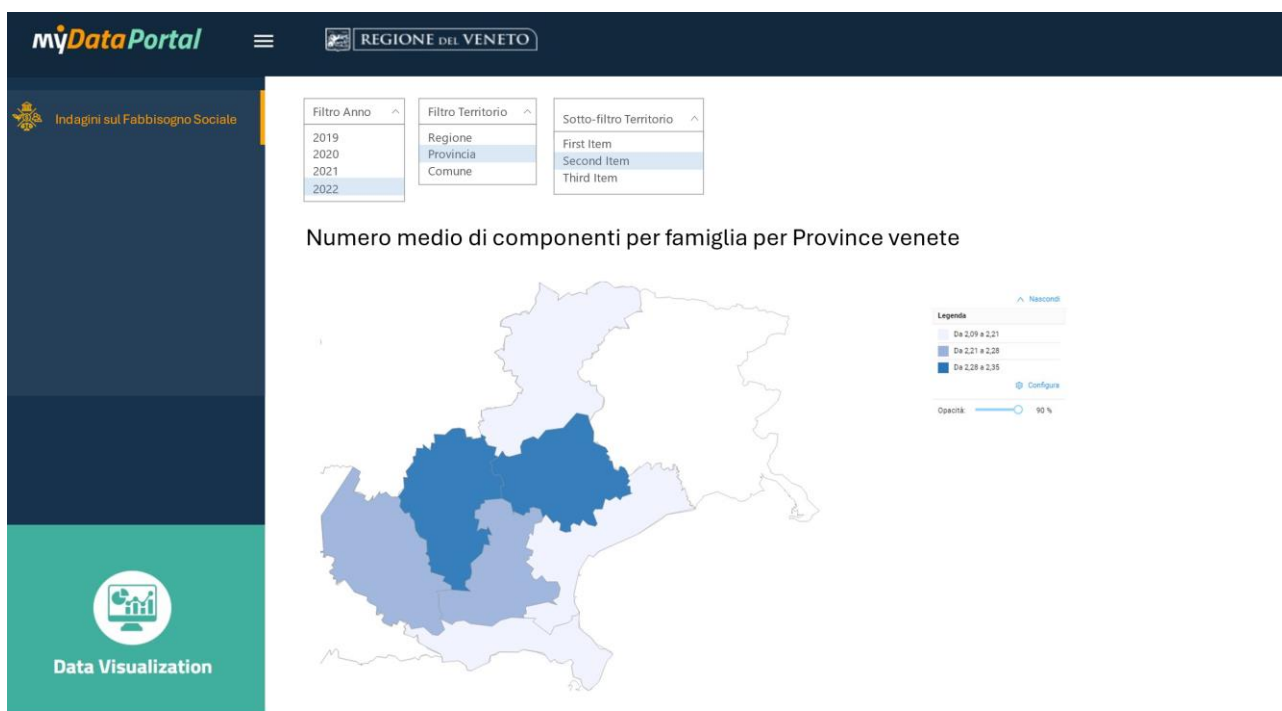 myDataPortal
REGIONE DEL VENETO
Indagini sul Fabbisogno Sociale
Filtro Anno
2019
2020
2021
2022
Filtro Territorio
Regione
Provincia
Comune
Sotto-filtro Territorio
First Item
Second Item
Third Item
Numero medio di componenti per famiglia per Province venete
Nascondi
Legenda
Da 2,09 a 2,21
Da 2,21 a 2,28
Da 2,28 a 2,35
Configura
Opacità: 90 %
Data Visualization